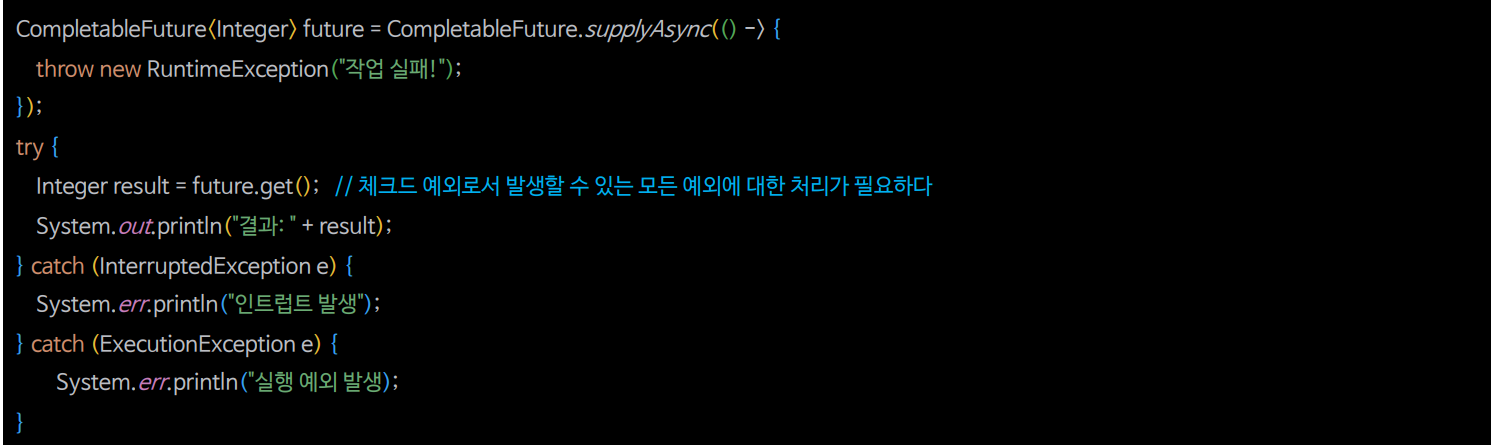 CompletableFuture<Integer> future = CompletableFuture.supplyAsync(() -> {
    throw new RuntimeException("작업 실패!");
});
try {
    Integer result = future.get();  // 체크드 예외로서 발생할 수 있는 모든 예외에 대한 처리가 필요하다
    System.out.println("결과: " + result);
} catch (InterruptedException e) {
    System.err.println("인트럽트 발생");
} catch (ExecutionException e) {
       System.err.println("실행 예외 발생);
}